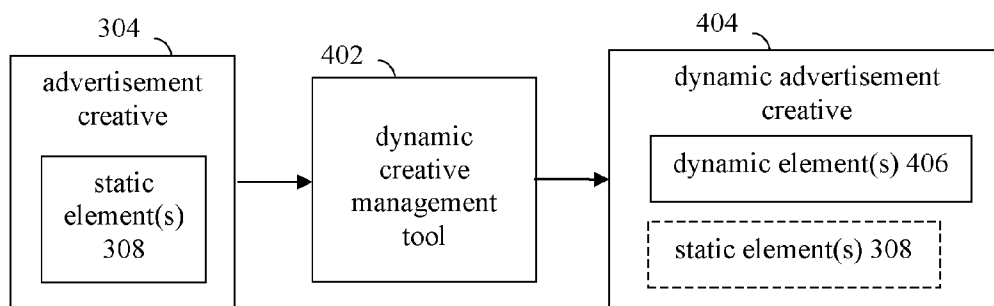 304
advertisement
creative
static
element(s)
308
402
dynamic
creative
management
tool
404
dynamic advertisement
creative
dynamic element(s) 406
static element(s) 308